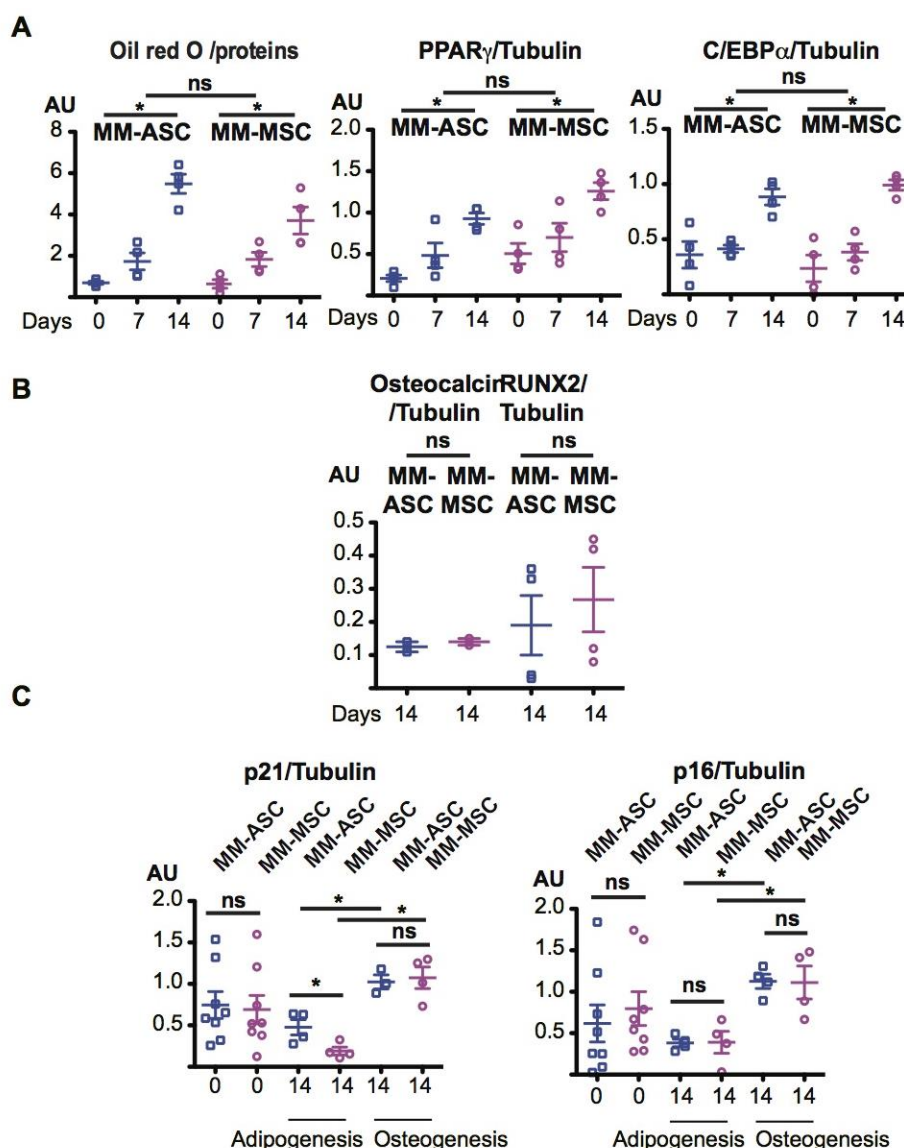 A
Oil red O /proteins
ns
* *
AU
MM-ASC MM-MSC
8
6
4
2
Days 0 7 14 0 7 14
PPARγ/Tubulin
ns
* *
AU
MM-ASC MM-MSC
2.0
1.5
1.0
0.5
0 7 14 0 7 14
C/EBPα/Tubulin
ns
* *
AU
MM-ASC MM-MSC
1.5
1.0
0.5
0 7 14 0 7 14
B
Osteocalcin
/Tubulin
RUNX2/
Tubulin
ns ns
AU
MM-
ASC
MM-
MSC
MM-
ASC
MM-
MSC
0.5
0.4
0.3
0.2
0.1
Days 14 14 14 14
C
p21/Tubulin
MM-ASC
MM-MSC
MM-ASC
MM-MSC
MM-ASC
MM-MSC
AU
ns
*
*
ns
*
2.0
1.5
1.0
0.5
0 0 14 14 14 14
Adipogenesis Osteogenesis
p16/Tubulin
MM-ASC
MM-MSC
MM-ASC
MM-MSC
MM-ASC
MM-MSC
AU
ns
*
*
ns
ns
2.0
1.5
1.0
0.5
0 0 14 14 14 14
Adipogenesis Osteogenesis